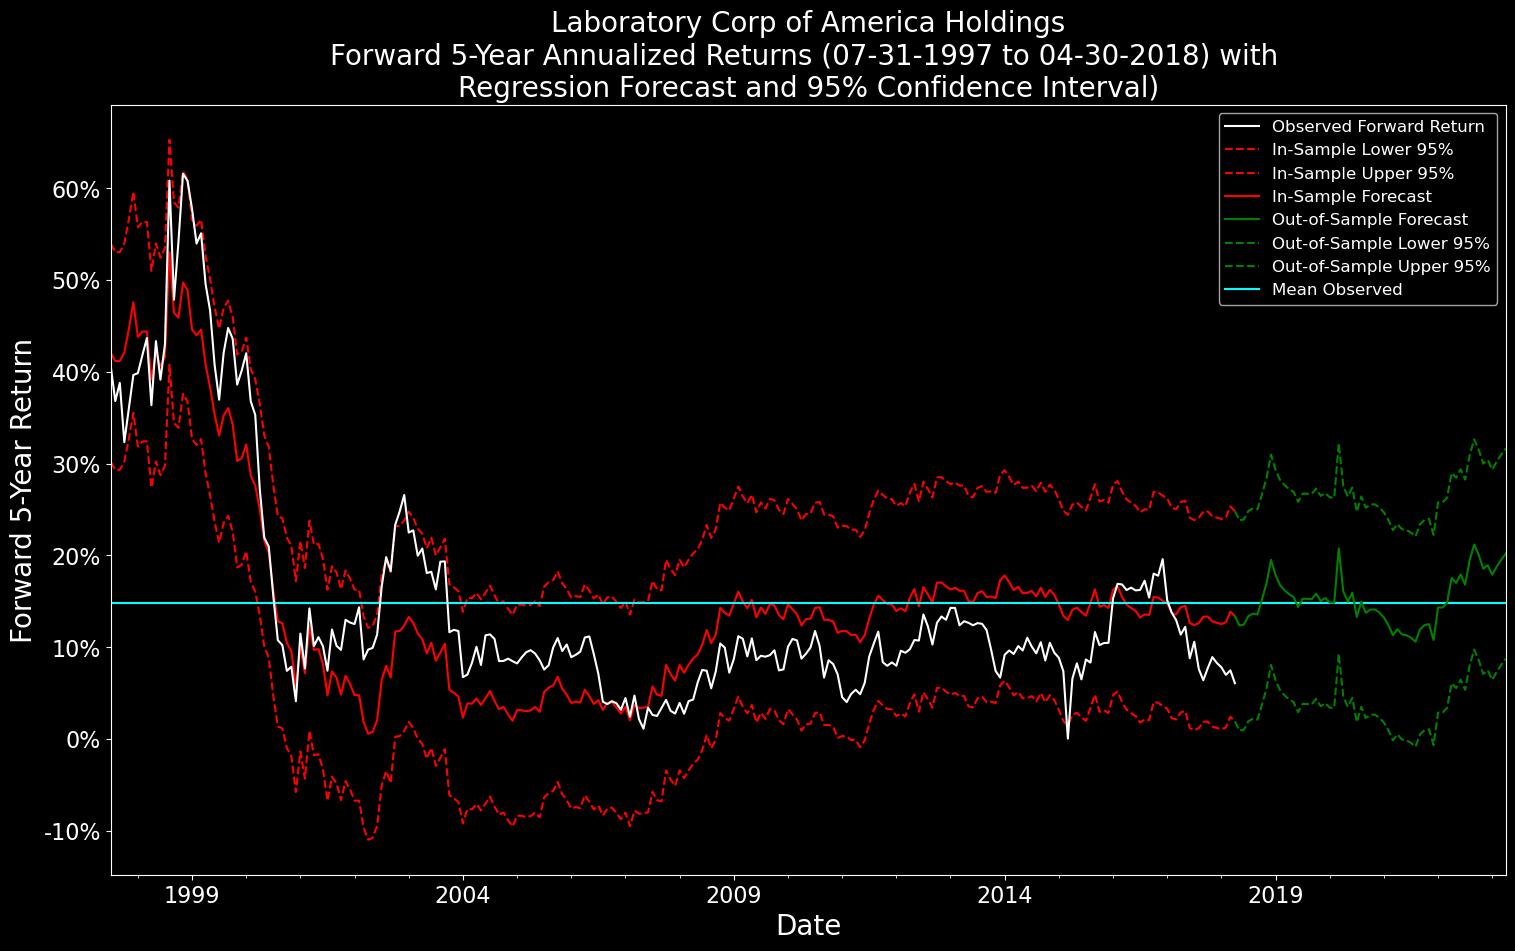 Laboratory Corp of America Holdings
Forward 5-Year Annualized Returns (07-31-1997 to 04-30-2018) with
Regression Forecast and 95% Confidence Interval)
Observed Forward Return
In-Sample Lower 95%
In-Sample Upper 95%
In-Sample Forecast
Out-of-Sample Forecast
Out-of-Sample Lower 95%
Out-of-Sample Upper 95%
Mean Observed
Forward 5-Year Return
60%
50%
40%
30%
20%
10%
0%
-10%
1999 2004 2009 2014 2019
Date